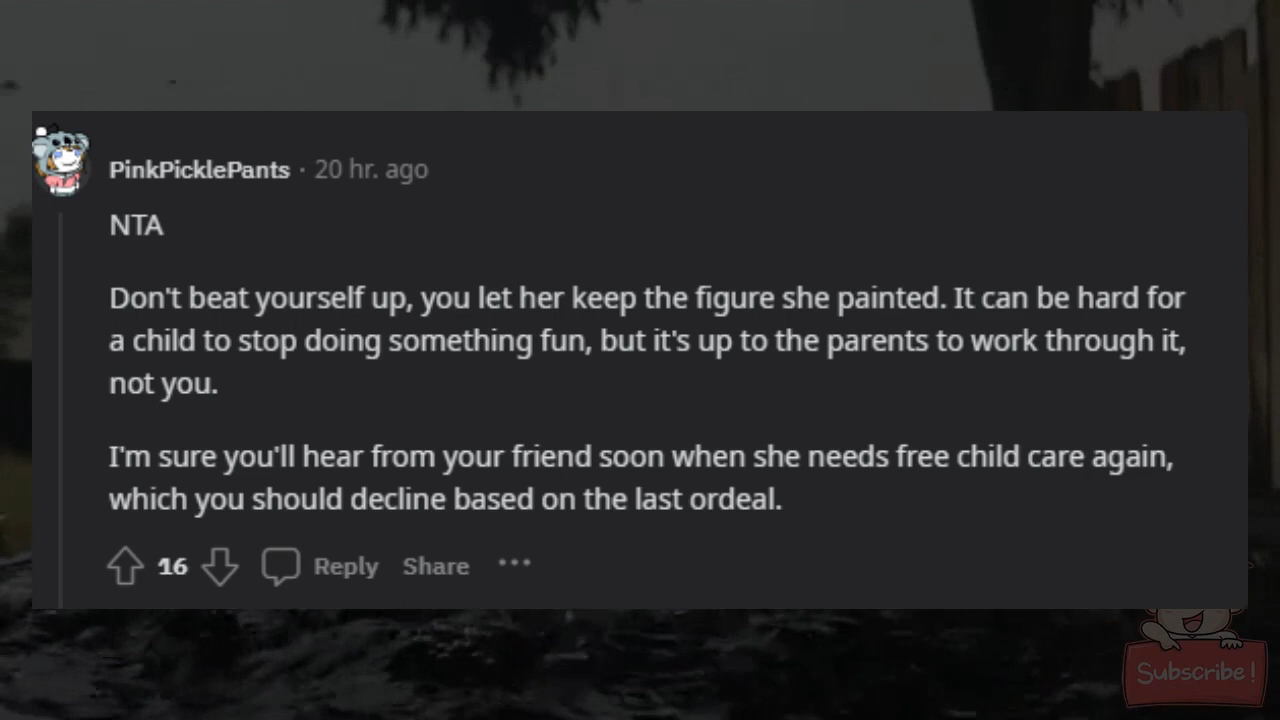 PinkPicklePants · 20 hr. ago
NTA
Don't beat yourself up, you let her keep the figure she painted. It can be hard for
a child to stop doing something fun, but it's up to the parents to work through it,
not you.
I'm sure you'll hear from your friend soon when she needs free child care again,
which you should decline based on the last ordeal.
16 Reply Share ···
Subscribe!